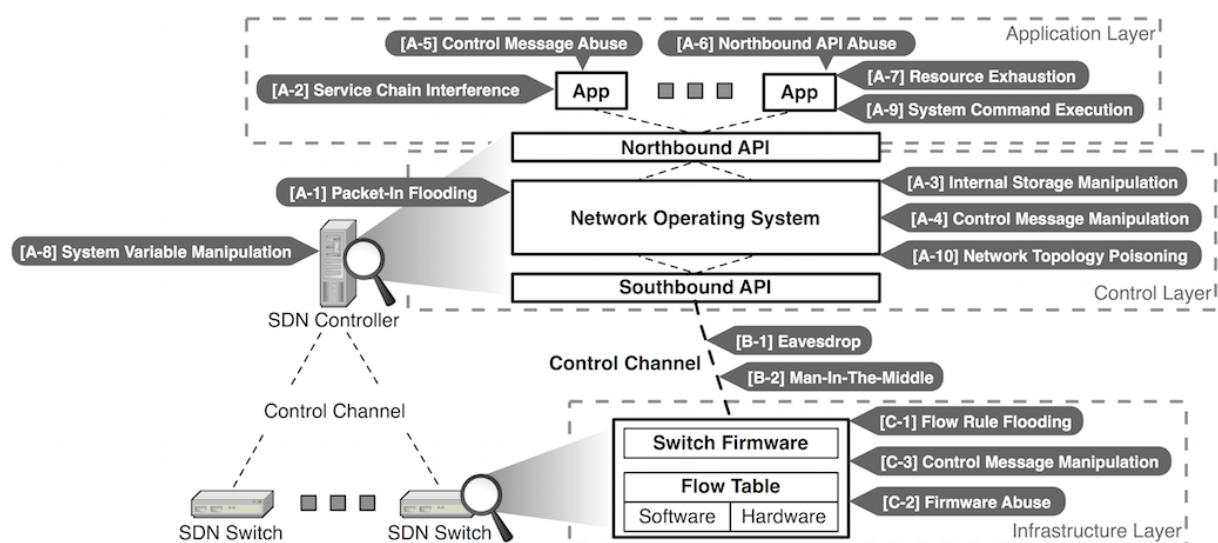 Application Layer
[A-5] Control Message Abuse
[A-6] Northbound API Abuse
[A-2] Service Chain Interference
App
App
[A-7] Resource Exhaustion
[A-9] System Command Execution
Northbound API
[A-1] Packet-In Flooding
Network Operating System
[A-3] Internal Storage Manipulation
[A-4] Control Message Manipulation
[A-8] System Variable Manipulation
[A-10] Network Topology Poisoning
Southbound API
Control Layer
SDN Controller
[B-1] Eavesdrop
Control Channel
[B-2] Man-In-The-Middle
Control Channel
[C-1] Flow Rule Flooding
Switch Firmware
[C-3] Control Message Manipulation
Flow Table
[C-2] Firmware Abuse
Software
Hardware
SDN Switch
SDN Switch
Infrastructure Layer